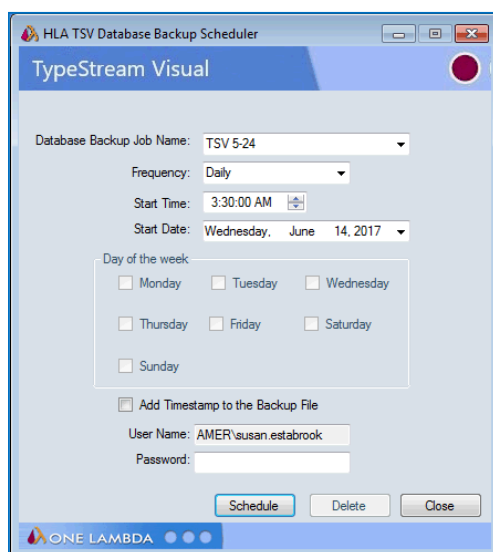 HLA TSV Database Backup Scheduler
TypeStream Visual
Database Backup Job Name: TSV 5-24
Frequency: Daily
Start Time: 3:30:00 AM
Start Date: Wednesday, June 14, 2017
Day of the week
Monday Tuesday Wednesday
Thursday Friday Saturday
Sunday
Add Timestamp to the Backup File
User Name: AMER\susan.estabrook
Password:
Schedule Delete Close
ONE LAMBDA